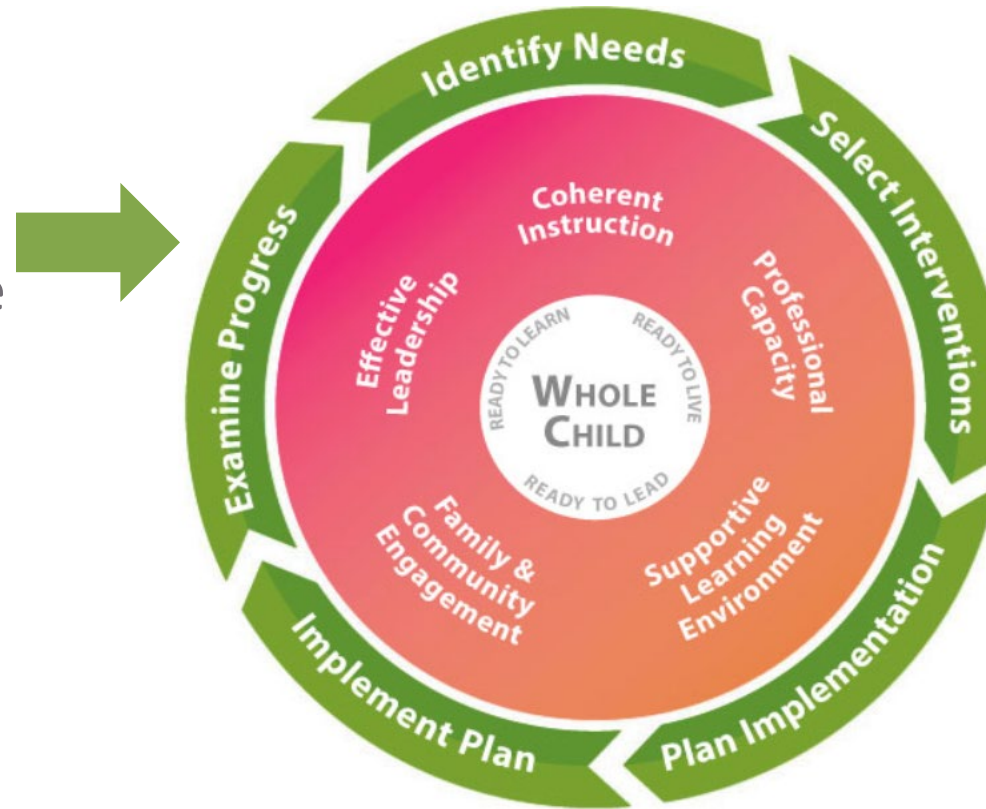 Identify Needs
Select Interventions
Plan Implementation
Implement Plan
Examine Progress
Coherent
Instruction
Professional
Capacity
Supportive
Learning
Environment
Family &
Community
Engagement
Effective
Leadership
READY TO LEARN
READY TO LIVE
READY TO LEAD
WHOLE
CHILD
e